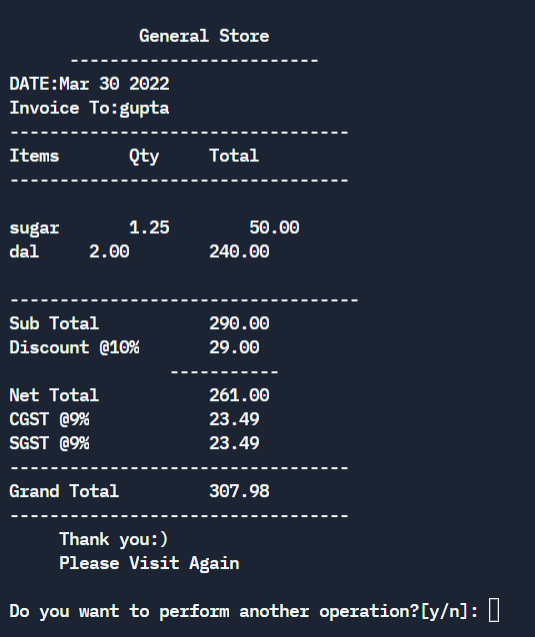 General Store
-------------------------
DATE:Mar 30 2022
Invoice To:gupta
----------------------------------
Items Qty Total
----------------------------------
sugar 1.25 50.00
dal 2.00 240.00
-----------------------------------
Sub Total 290.00
Discount @10% 29.00
-----------
Net Total 261.00
CGST @9% 23.49
SGST @9% 23.49
----------------------------------
Grand Total 307.98
----------------------------------
Thank you:)
Please Visit Again
Do you want to perform another operation?[y/n]: